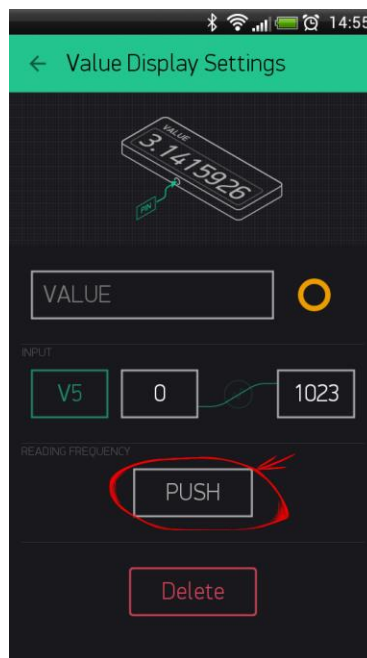 14:55
← Value Display Settings
VALUE
3.1415926
PIN
VALUE
INPUT
V5 0 1023
READING FREQUENCY
PUSH
Delete